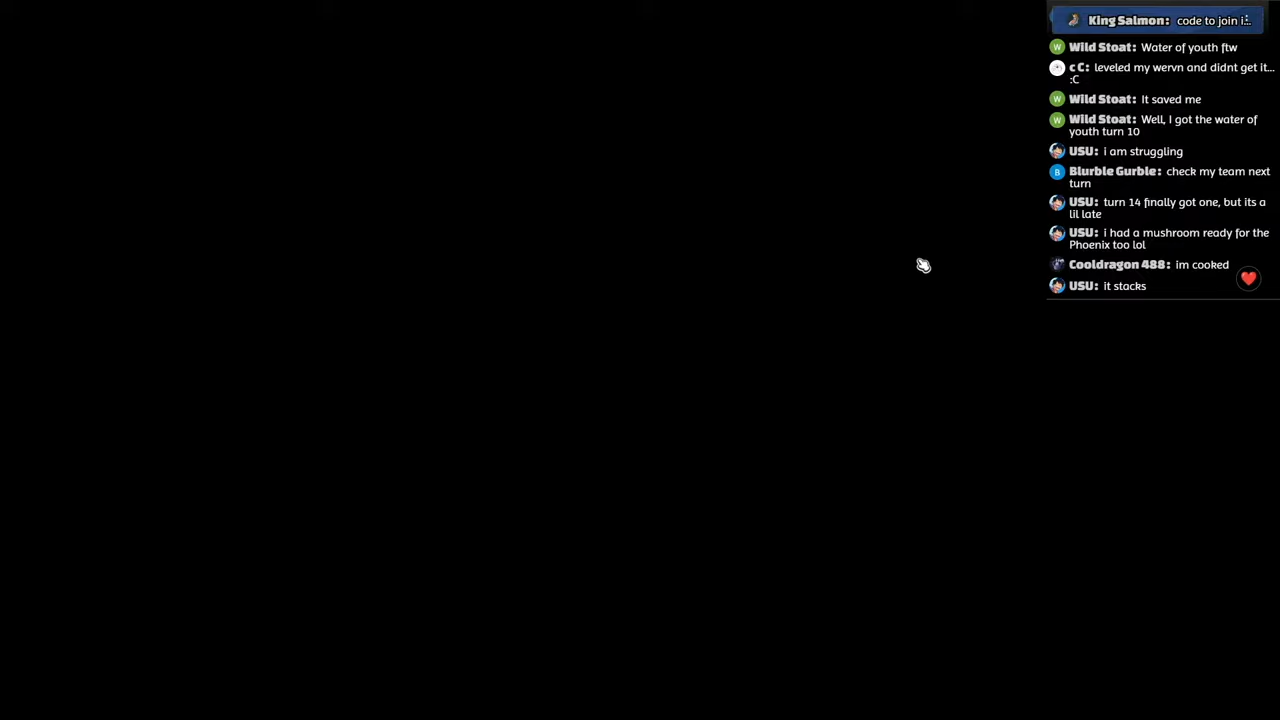 King Salmon: code to join i...
W Wild Stoat: Water of youth ftw
c C: leveled my wervn and didnt get it...
:C
W Wild Stoat: It saved me
W Wild Stoat: Well, I got the water of
youth turn 10
USU: i am struggling
B Blurble Gurble: check my team next
turn
USU: turn 14 finally got one, but its a
lil late
USU: i had a mushroom ready for the
Phoenix too lol
Cooldragon 488: im cooked
USU: it stacks